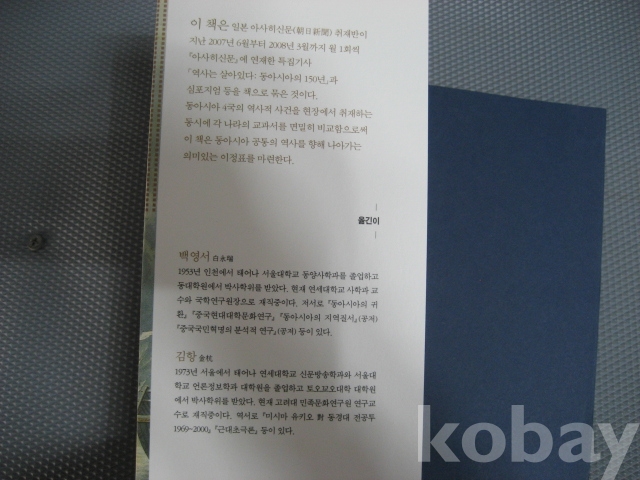 이 책은 일본 아사히신문(朝日新聞) 취재반이
지난 2007년 6월부터 2008년 3월까지 월 1회씩
『아사히신문』에 연재한 특집기사
「역사는 살아있다: 동아시아의 150년」과
심포지엄 등을 책으로 묶은 것이다.
동아시아 4국의 역사적 사건을 현장에서 취재하는
동시에 각 나라의 교과서를 면밀히 비교함으로써
이 책은 동아시아 공동의 역사를 향해 나아가는
의미있는 이정표를 마련한다.
옮긴이
백영서 白永瑞
1953년 인천에서 태어나 서울대학교 동양사학과를 졸업하고
동대학원에서 박사학위를 받았다. 현재 연세대학교 사학과 교
수와 국학연구원장으로 재직중이다. 저서로 『동아시아의 귀
환』 『중국현대대학문화연구』 『동아시아의 지역질서』(공저)
『중국국민혁명의 분석적 연구』(공저) 등이 있다.
김항 金杭
1973년 서울에서 태어나 연세대학교 신문방송학과와 서울대
학교 언론정보학과 대학원을 졸업하고 토오꾜오대학 대학원
에서 박사학위를 받았다. 현재 고려대 민족문화연구원 연구교
수로 재직중이다. 역서로 『미시마 유키오 對 동경대 전공투
1969~2000』 『근대초극론』 등이 있다.
kobay